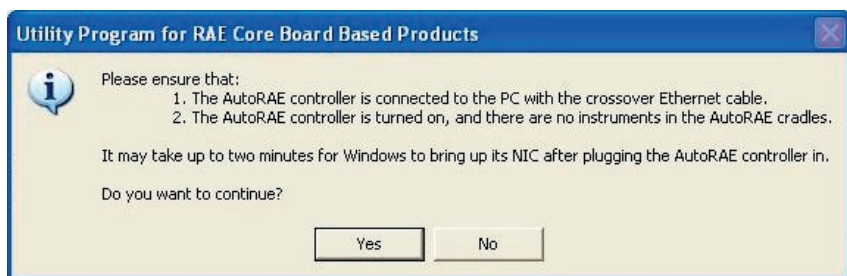 Utility Program for RAE Core Board Based Products
Please ensure that:
1. The AutoRAE controller is connected to the PC with the crossover Ethernet cable.
2. The AutoRAE controller is turned on, and there are no instruments in the AutoRAE cradles.
It may take up to two minutes for Windows to bring up its NIC after plugging the AutoRAE controller in.
Do you want to continue?
Yes No